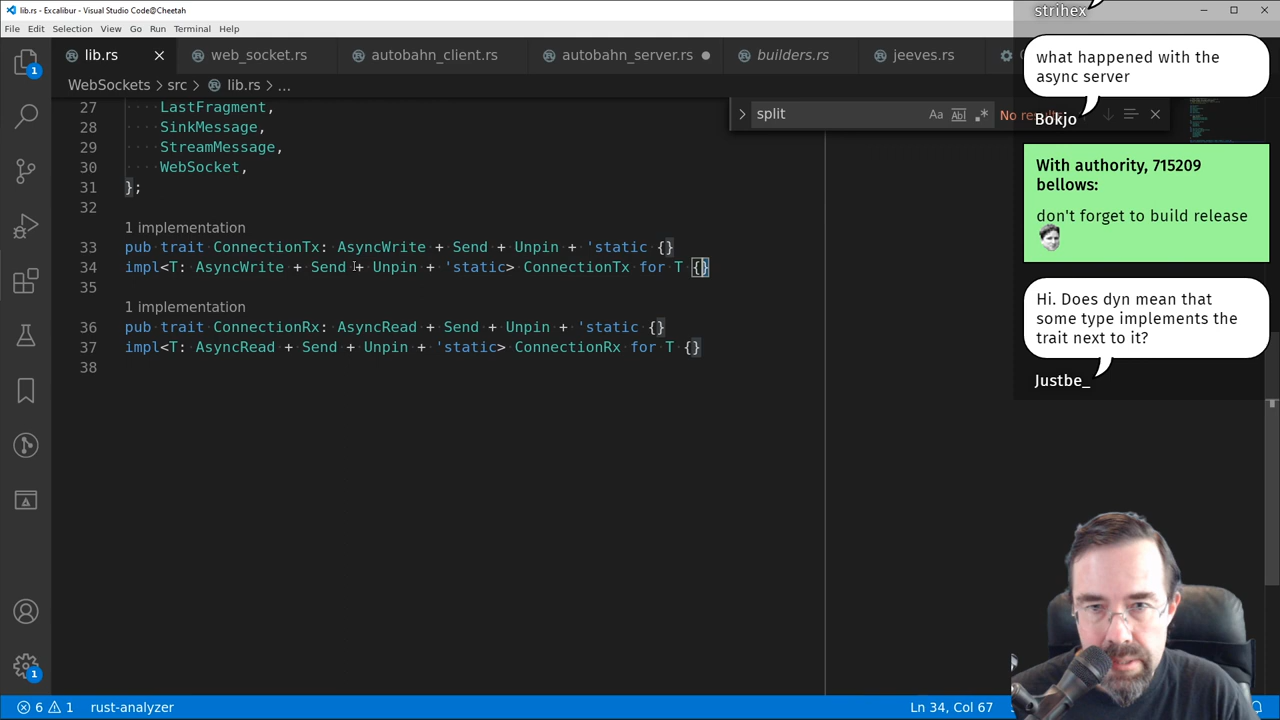 lib.rs - Excalibur - Visual Studio Code@Cheetah
File Edit Selection View Go Run Terminal Help
lib.rs web_socket.rs autobahn_client.rs autobahn_server.rs builders.rs jeeves.rs
WebSockets > src > lib.rs > ...
split Aa Abl .* No res
27 LastFragment,
28 SinkMessage,
29 StreamMessage,
30 WebSocket,
31 };
32
1 implementation
33 pub trait ConnectionTx: AsyncWrite + Send + Unpin + 'static {}
34 impl<T: AsyncWrite + Send + Unpin + 'static> ConnectionTx for T {}
35
1 implementation
36 pub trait ConnectionRx: AsyncRead + Send + Unpin + 'static {}
37 impl<T: AsyncRead + Send + Unpin + 'static> ConnectionRx for T {}
38
strihex
what happened with the
async server
Bokjo
With authority, 715209
bellows:
don't forget to build release
Hi. Does dyn mean that
some type implements the
trait next to it?
Justbe_
1
1
6 1 rust-analyzer
Ln 34, Col 67